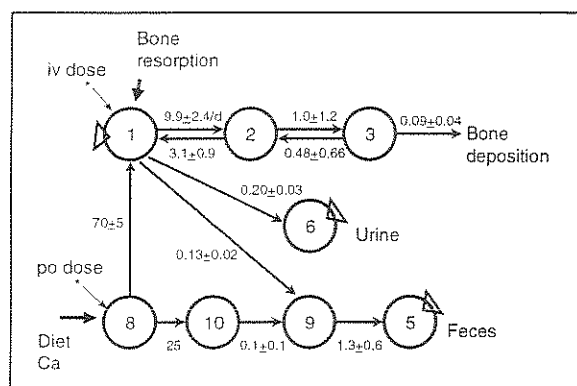 Bone
resorption
iv dose
9.9±2.4/d
1.0±1.2
0.09±0.04
1
2
3
3.1±0.9
0.48±0.66
Bone
deposition
0.20±0.03
6
Urine
70±5
0.13±0.02
po dose
8
10
9
5
Feces
Diet
Ca
25
0.1±0.1
1.3±0.6